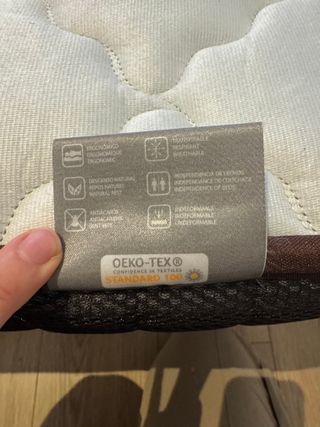 ERGONÓMICO
ERGONOMIQUE
ERGONOMIC
TRANSPIRABLE
RESPIRANT
BREATHABLE
DESCANSO NATURAL
REPOS NATUREL
NATURAL REST
INDEPENDENCIA DE LECHOS
INDÉPENDANCE DE COUCHAGE
INDEPENDENCE OF BEDS
ANTIÁCAROS
ANTIACARIENS
DUST MITE
INDEFORMABLE
INDÉFORMABLE
UNDEFORMABLE
OEKO-TEX®
CONFIDENCE IN TEXTILES
STANDARD 100